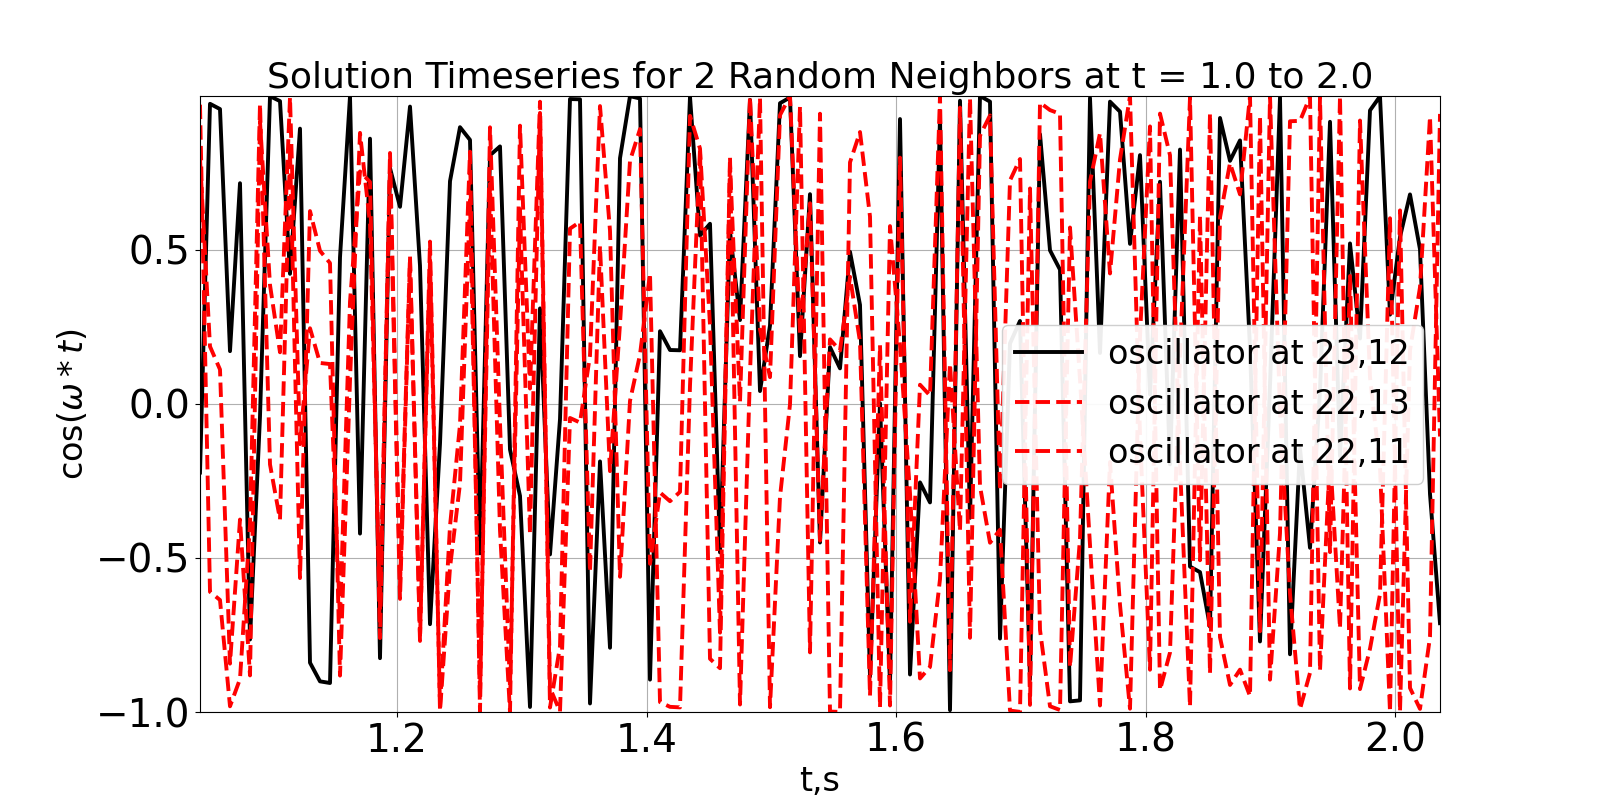 Solution Timeseries for 2 Random Neighbors at t = 1.0 to 2.0
cos(ω * t)
0.5
0.0
−0.5
−1.0
oscillator at 23,12
oscillator at 22,13
oscillator at 22,11
1.2 1.4 1.6 1.8 2.0
t,s